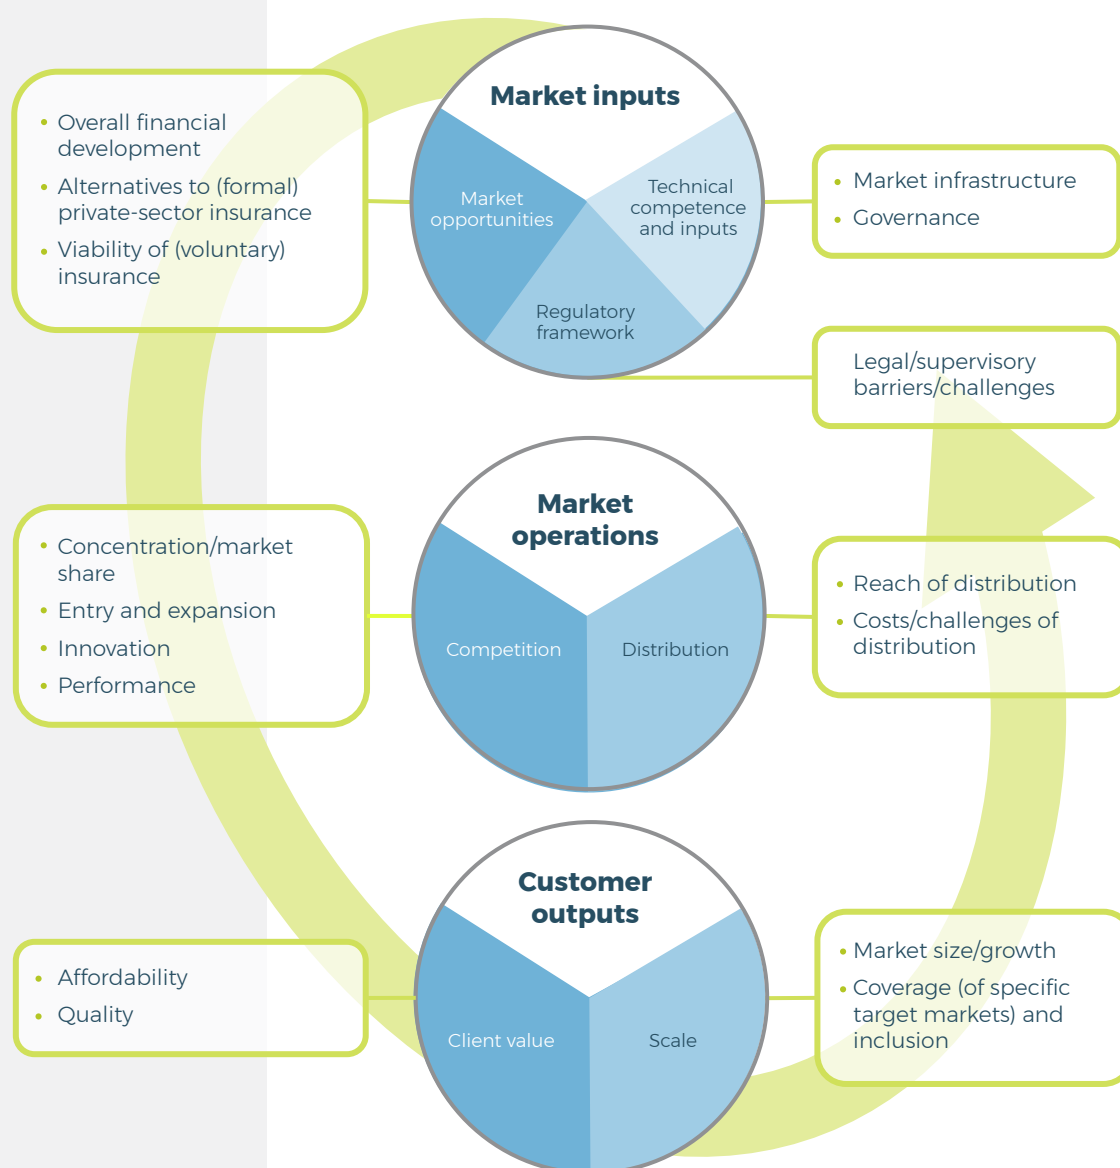 Market inputs
Market
opportunities
Technical
competence
and inputs
Regulatory
framework
• Overall financial
development
• Alternatives to (formal)
private-sector insurance
• Viability of (voluntary)
insurance
• Market infrastructure
• Governance
Legal/supervisory
barriers/challenges
Market
operations
Competition
Distribution
• Concentration/market
share
• Entry and expansion
• Innovation
• Performance
• Reach of distribution
• Costs/challenges of
distribution
Customer
outputs
Client value
Scale
• Affordability
• Quality
• Market size/growth
• Coverage (of specific
target markets) and
inclusion